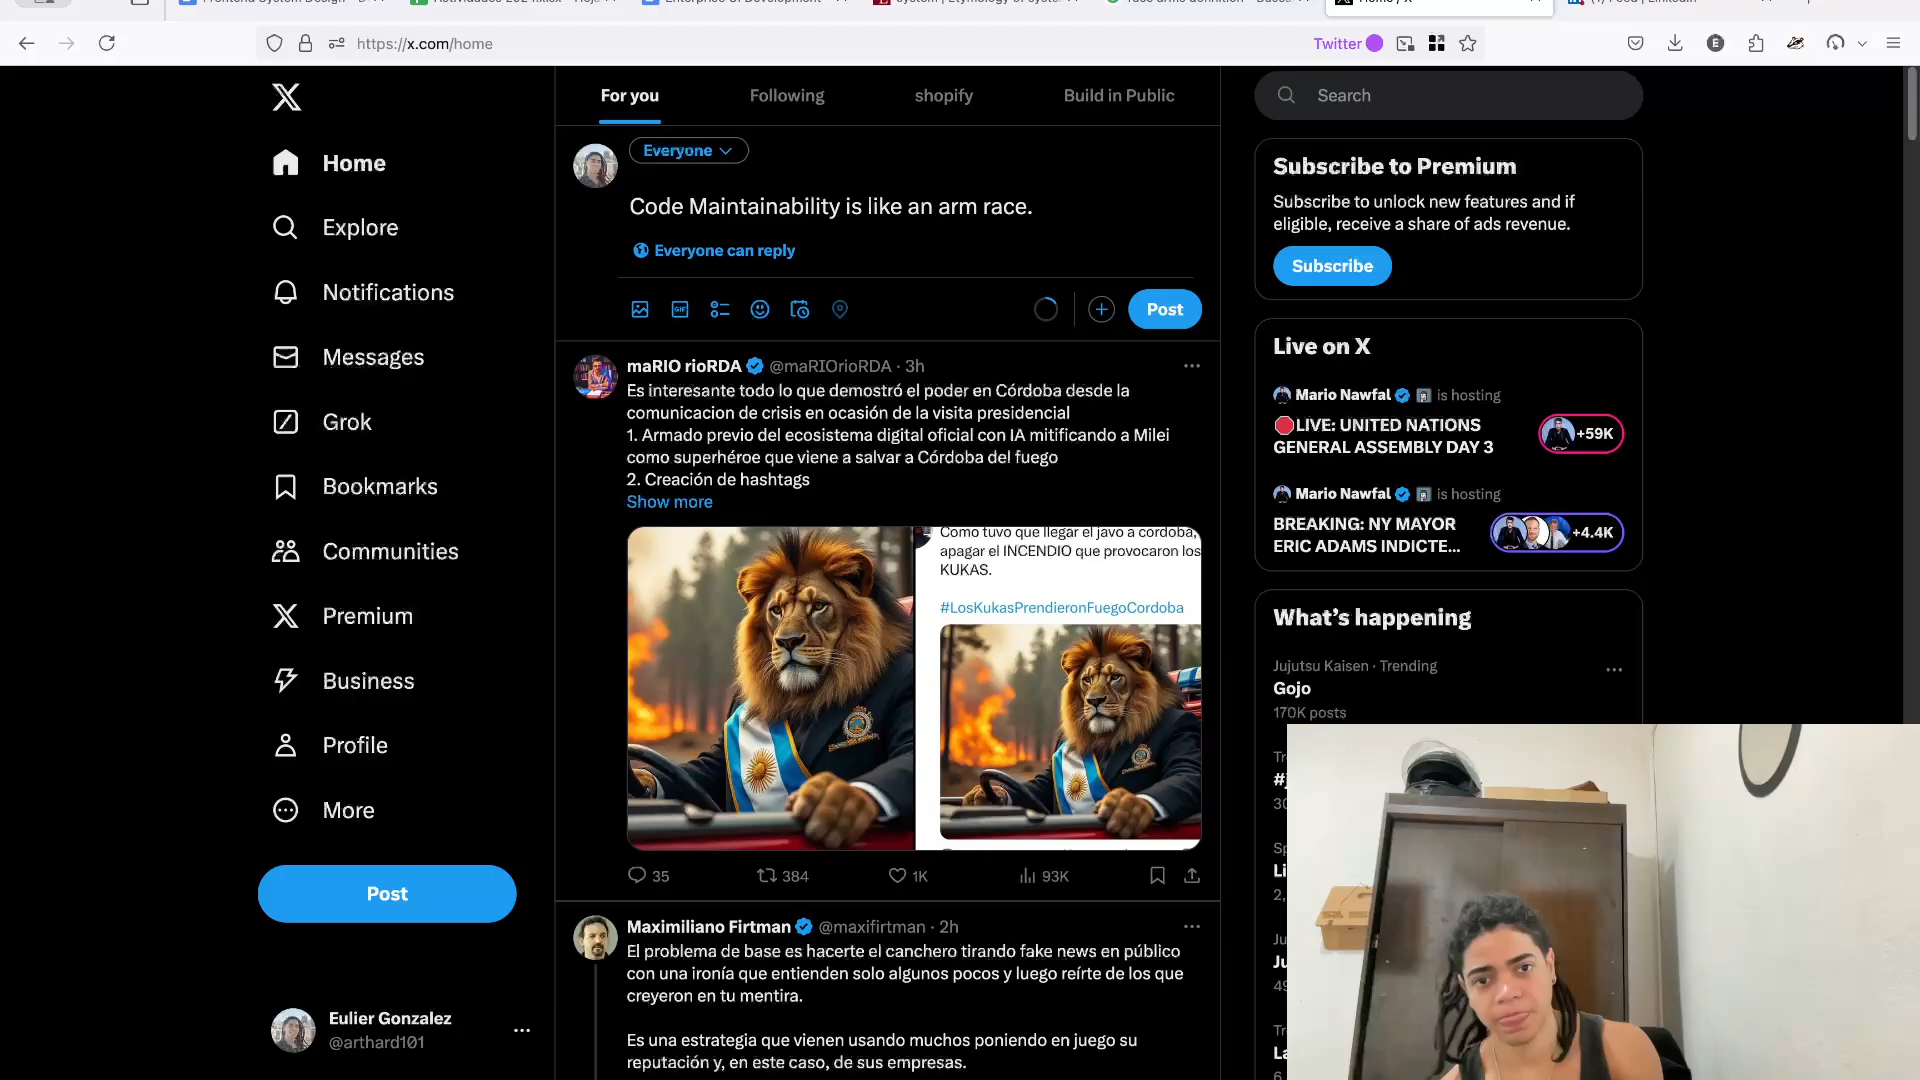 https://x.com/home
Twitter
Home
Explore
Notifications
Messages
Grok
Bookmarks
Communities
Premium
Business
Profile
More
Post
Eulier Gonzalez
@arthard101
For you
Following
shopify
Build in Public
Everyone
Code Maintainability is like an arm race.
Everyone can reply
GIF
Post
maRIO rioRDA @maRIOrioRDA · 3h
Es interesante todo lo que demostró el poder en Córdoba desde la
comunicacion de crisis en ocasión de la visita presidencial
1. Armado previo del ecosistema digital oficial con IA mitificando a Milei
como superhéroe que viene a salvar a Córdoba del fuego
2. Creación de hashtags
Show more
Como tuvo que llegar el javo a cordoba,
apagar el INCENDIO que provocaron los
KUKAS.
#LosKukasPrendieronFuegoCordoba
35
384
1K
93K
Maximiliano Firtman @maxifirtman · 2h
El problema de base es hacerte el canchero tirando fake news en público
con una ironía que entienden solo algunos pocos y luego reírte de los que
creyeron en tu mentira.
Es una estrategia que vienen usando muchos poniendo en juego su
reputación y, en este caso, de sus empresas.
Search
Subscribe to Premium
Subscribe to unlock new features and if
eligible, receive a share of ads revenue.
Subscribe
Live on X
Mario Nawfal is hosting
LIVE: UNITED NATIONS
GENERAL ASSEMBLY DAY 3
+59K
Mario Nawfal is hosting
BREAKING: NY MAYOR
ERIC ADAMS INDICTE...
+4.4K
What's happening
Jujutsu Kaisen · Trending
Gojo
170K posts